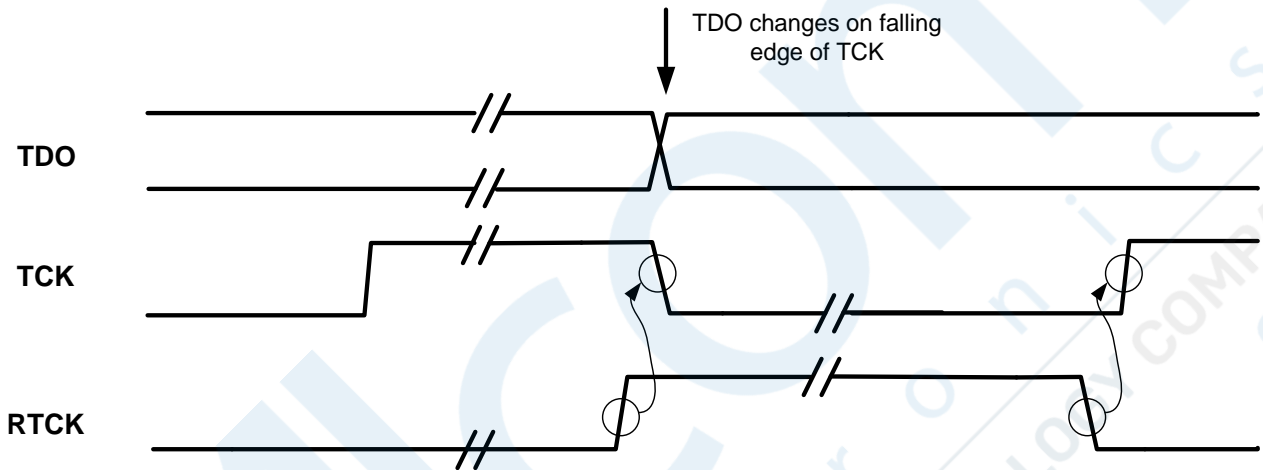 TDO changes on falling
edge of TCK
TDO
TCK
RTCK